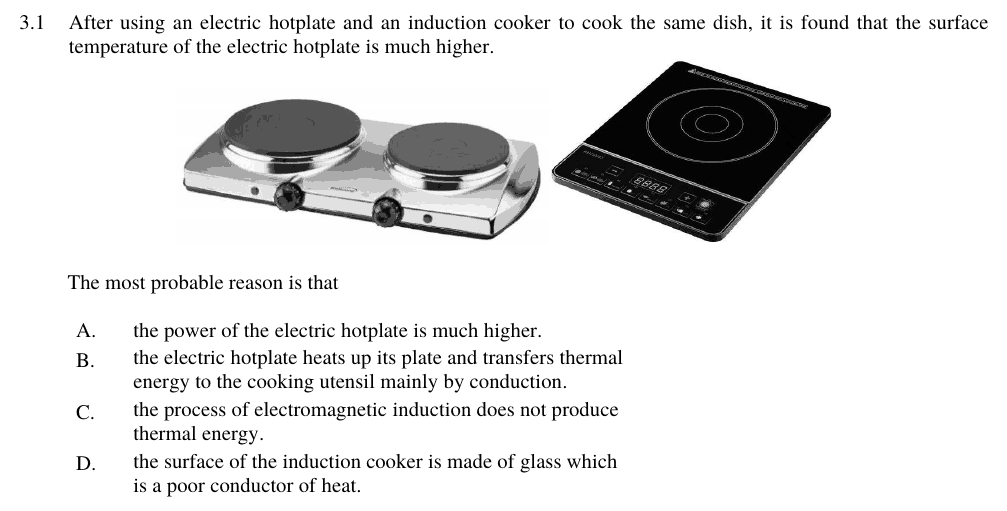 3.1 After using an electric hotplate and an induction cooker to cook the same dish, it is found that the surface
temperature of the electric hotplate is much higher.
8888
The most probable reason is that
A. the power of the electric hotplate is much higher.
B. the electric hotplate heats up its plate and transfers thermal
energy to the cooking utensil mainly by conduction.
C. the process of electromagnetic induction does not produce
thermal energy.
D. the surface of the induction cooker is made of glass which
is a poor conductor of heat.